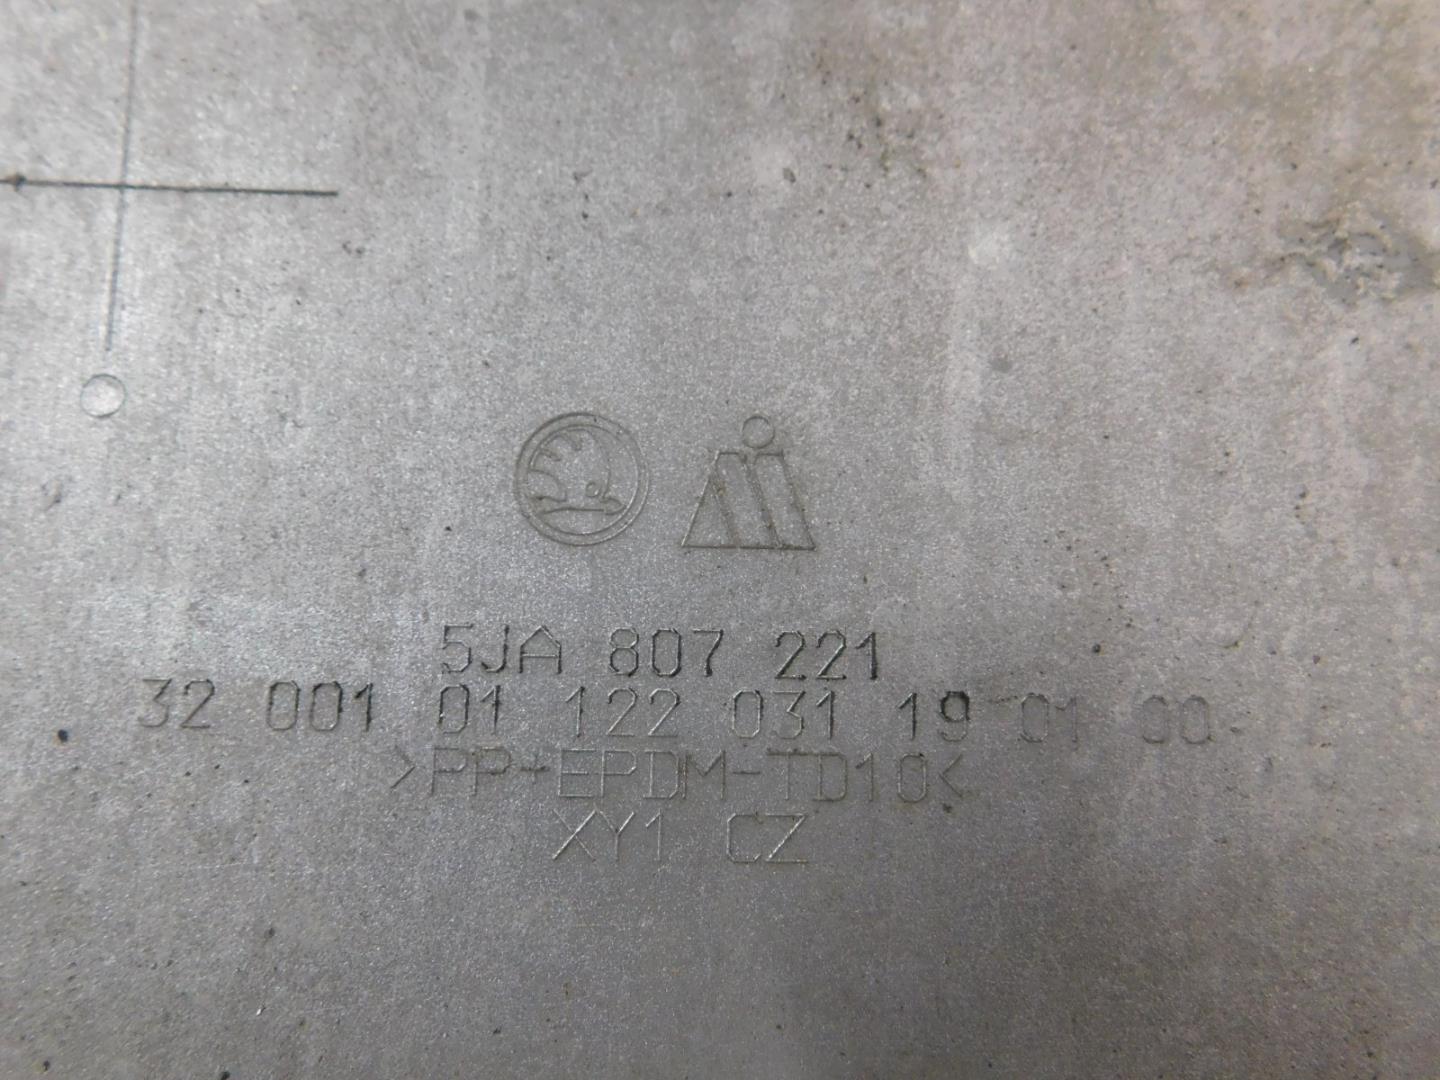 5JA 807 221
32 001 01 122 031 19 01 00
>PP+EPDM-TD10<
XY1 CZ